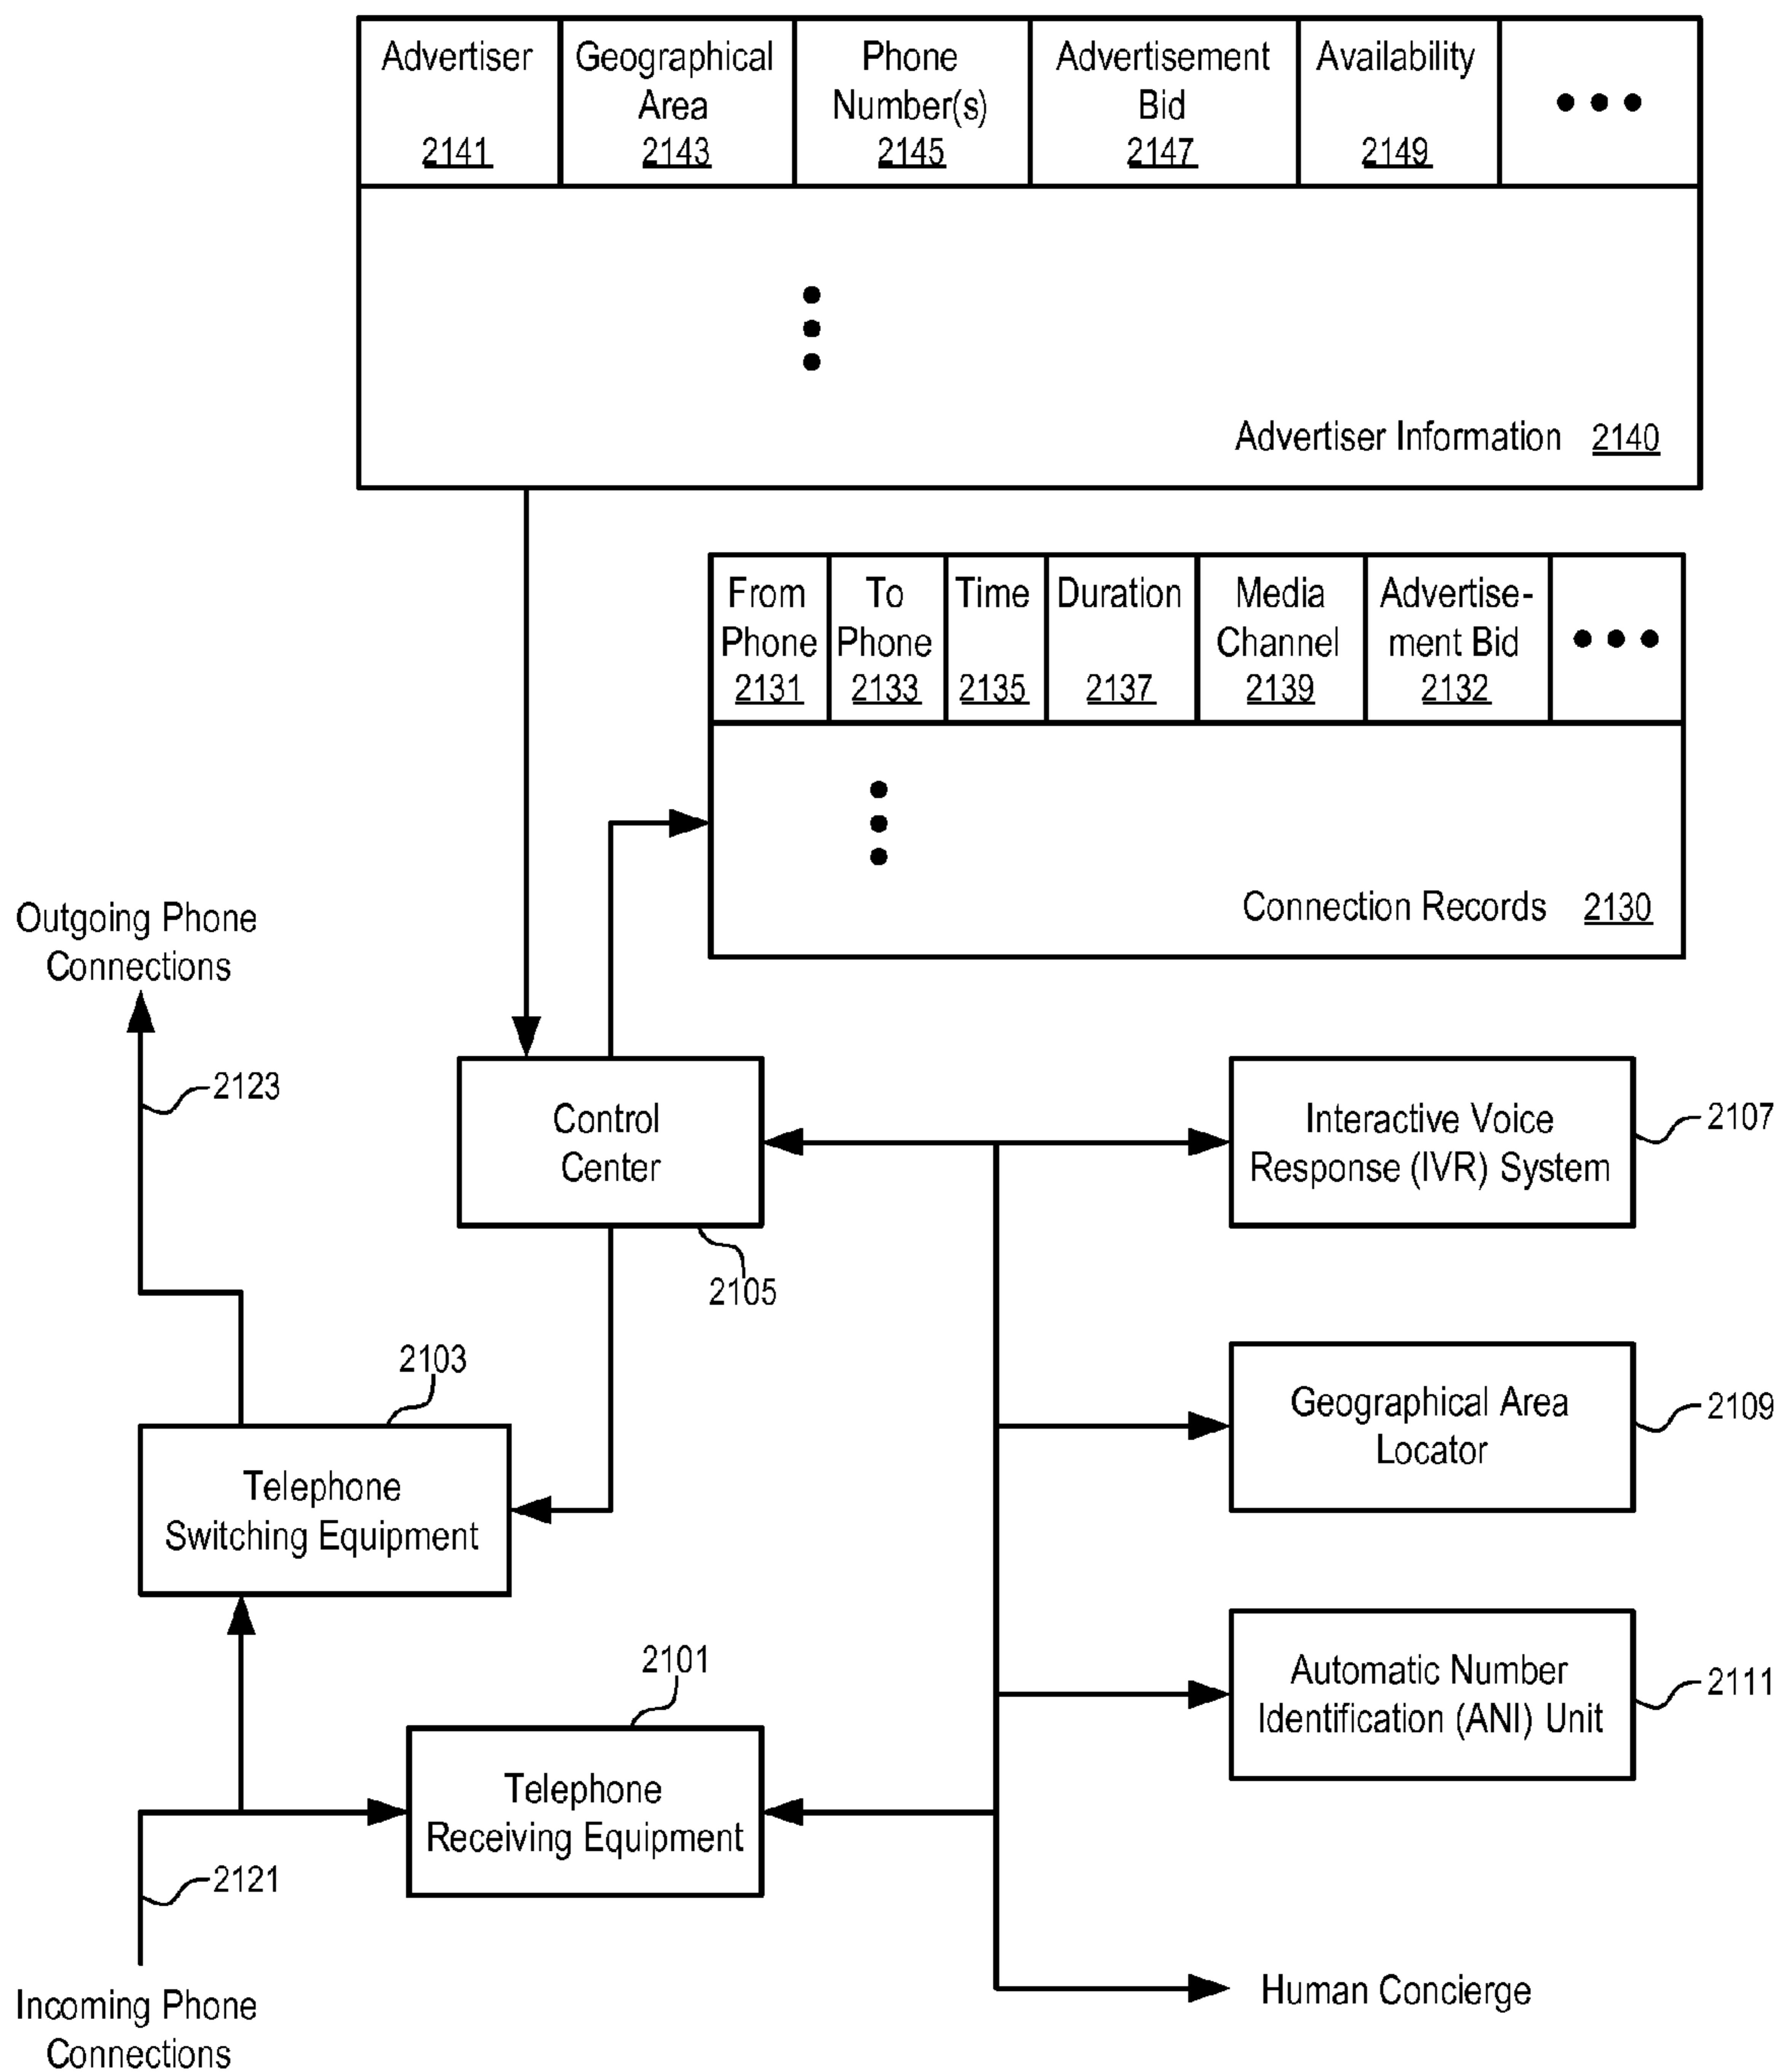 Advertiser
2141
Geographical
Area
2143
Phone
Number(s)
2145
Advertisement
Bid
2147
Availability
2149
Advertiser Information 2140
From
Phone
2131
To
Phone
2133
Time
2135
Duration
2137
Media
Channel
2139
Advertise-
ment Bid
2132
Connection Records 2130
Outgoing Phone
Connections
2123
Control
Center
2105
Interactive Voice
Response (IVR) System
2107
2103
Telephone
Switching Equipment
Geographical Area
Locator
2109
2101
Telephone
Receiving Equipment
Automatic Number
Identification (ANI) Unit
2111
2121
Incoming Phone
Connections
Human Concierge